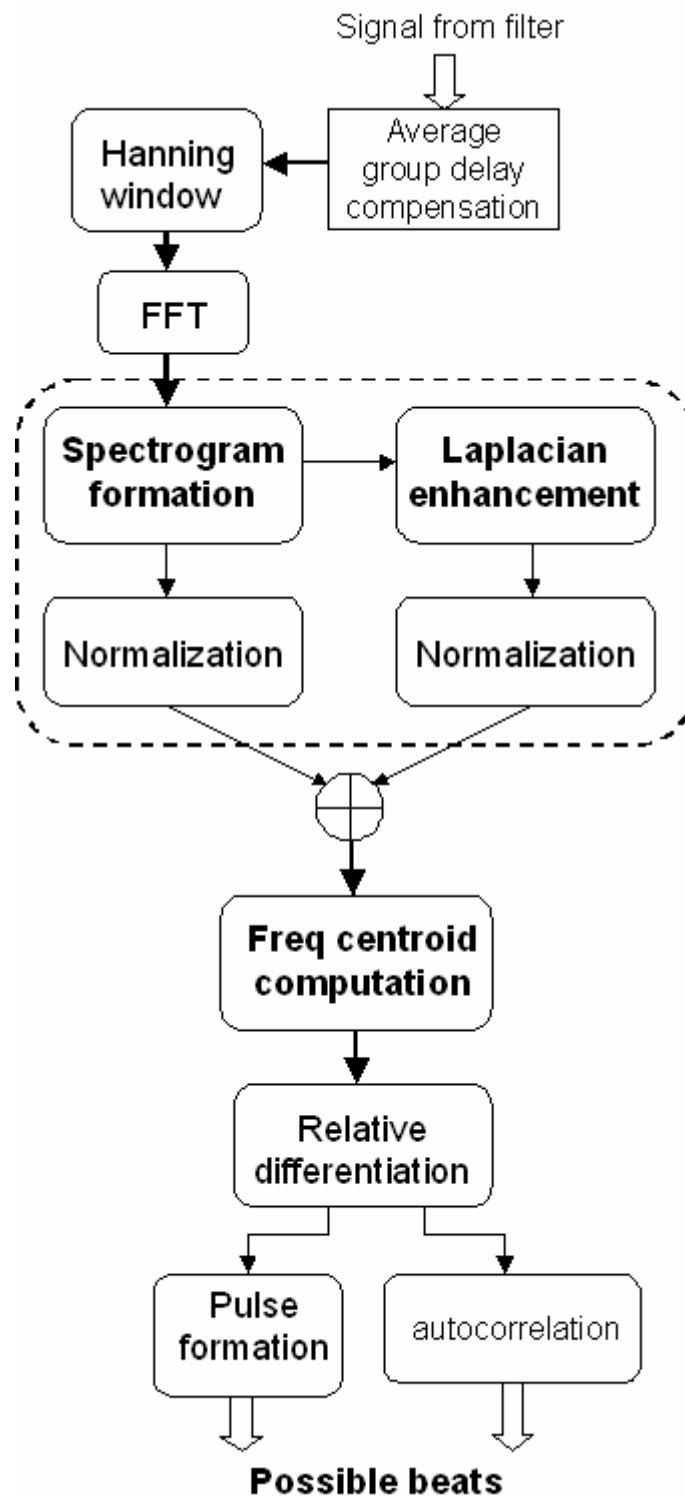 Signal from filter
Average
group delay
compensation
Hanning
window
FFT
Spectrogram
formation
Laplacian
enhancement
Normalization
Normalization
Freq centroid
computation
Relative
differentiation
Pulse
formation
autocorrelation
Possible beats